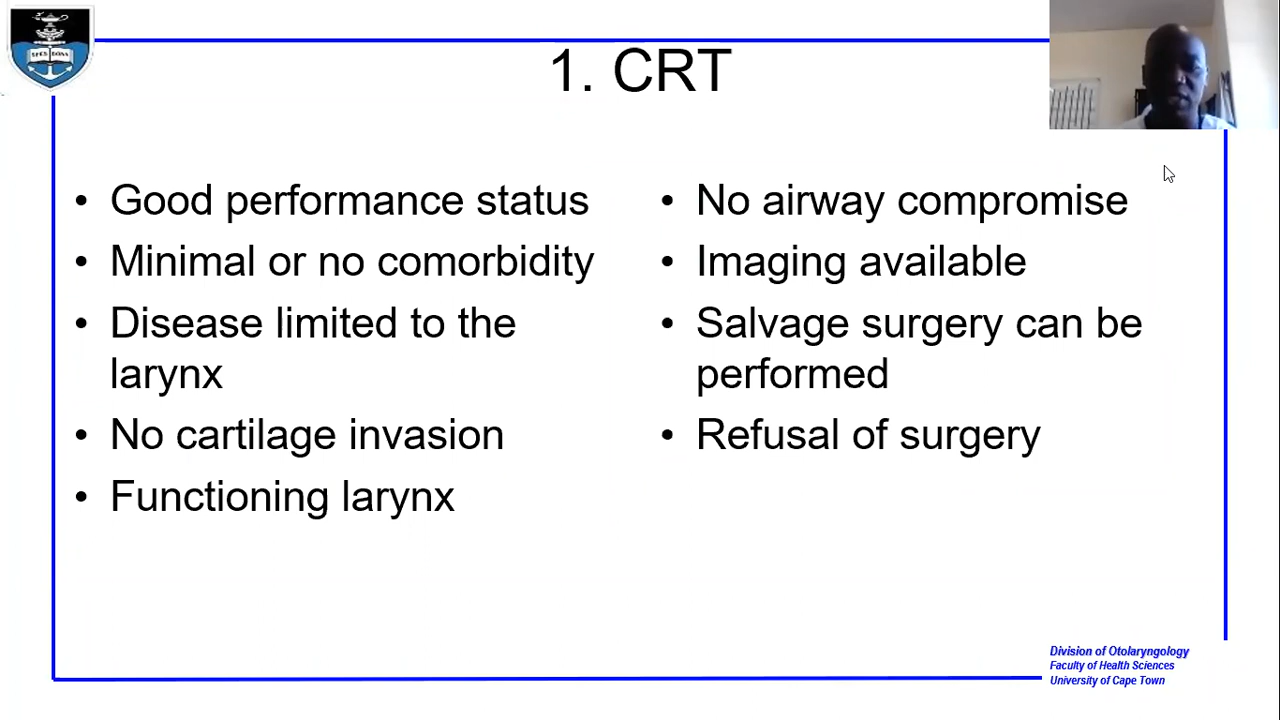 1. CRT
• Good performance status
• Minimal or no comorbidity
• Disease limited to the
larynx
• No cartilage invasion
• Functioning larynx
• No airway compromise
• Imaging available
• Salvage surgery can be
performed
• Refusal of surgery
Division of Otolaryngology
Faculty of Health Sciences
University of Cape Town